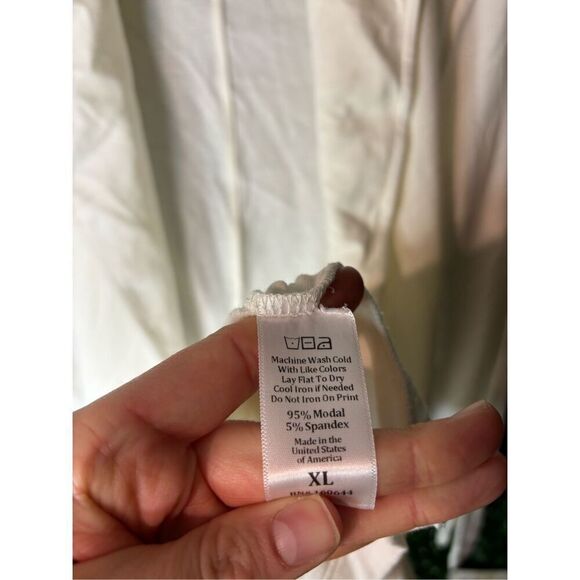 Machine Wash Cold
With Like Colors
Lay Flat To Dry
Cool Iron if Needed
Do Not Iron On Print
95% Modal
5% Spandex
Made in the
United States
of America
XL